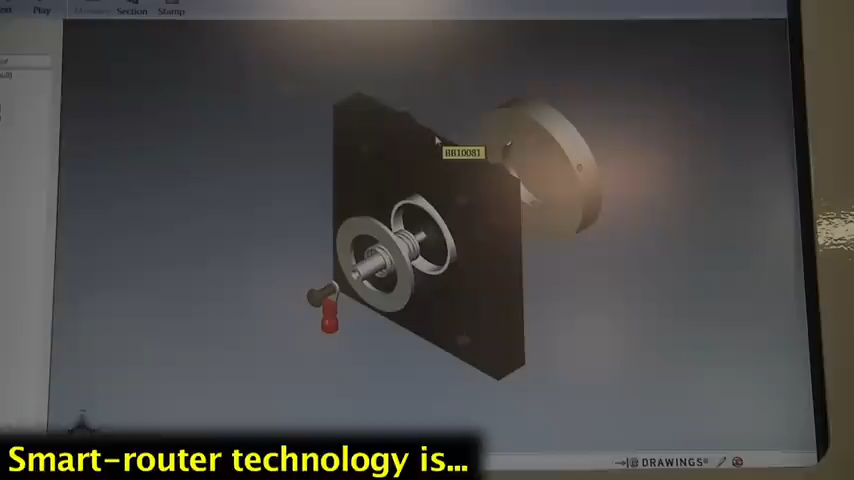 Play
Section
Stamp
BB10081
DRAWINGS
Smart-router technology is...